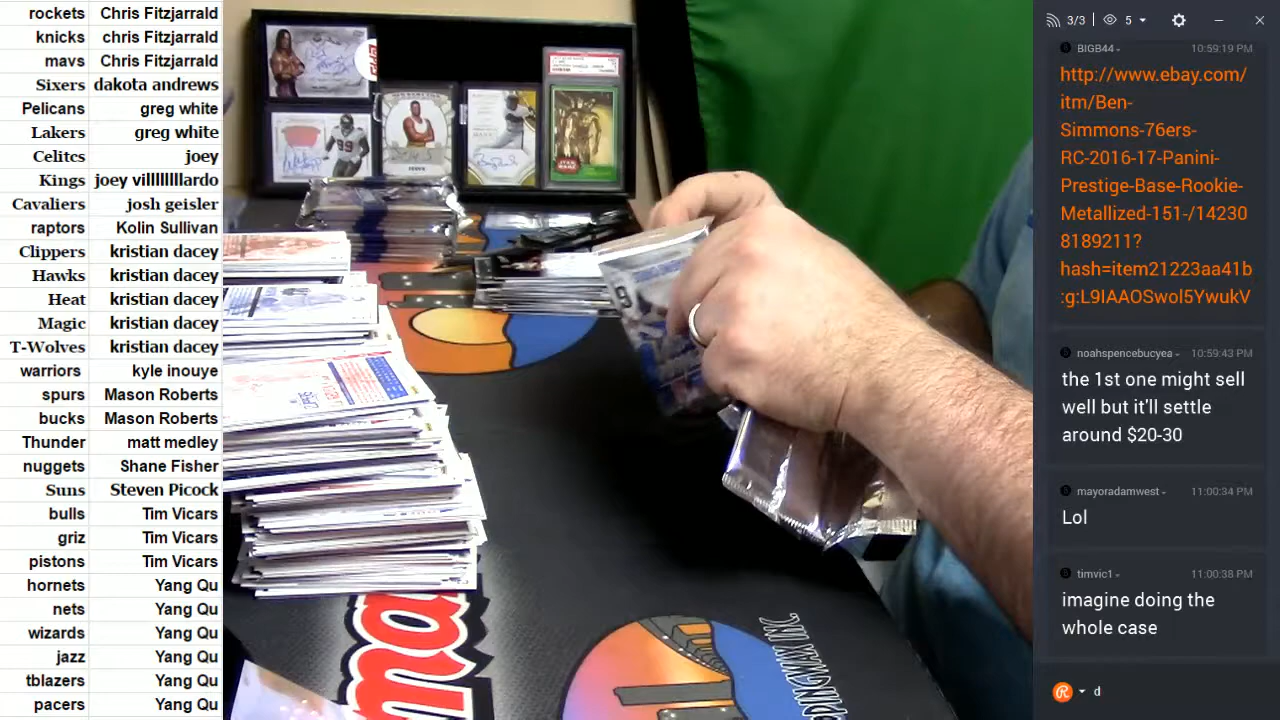 rockets Chris Fitzjarrald
knicks chris Fitzjarrald
mavs Chris Fitzjarrald
Sixers dakota andrews
Pelicans greg white
Lakers greg white
Celitcs joey
Kings joey villlllllllardo
Cavaliers josh geisler
raptors Kolin Sullivan
Clippers kristian dacey
Hawks kristian dacey
Heat kristian dacey
Magic kristian dacey
T-Wolves kristian dacey
warriors kyle inouye
spurs Mason Roberts
bucks Mason Roberts
Thunder matt medley
nuggets Shane Fisher
Suns Steven Picock
bulls Tim Vicars
griz Tim Vicars
pistons Tim Vicars
hornets Yang Qu
nets Yang Qu
wizards Yang Qu
jazz Yang Qu
tblazers Yang Qu
pacers Yang Qu
99
STAR WARS
ma
PPINGWAX INC
3/3 5
BIGB44 10:59:19 PM
http://www.ebay.com/
itm/Ben-
Simmons-76ers-
RC-2016-17-Panini-
Prestige-Base-Rookie-
Metallized-151-/14230
8189211?
hash=item21223aa41b
:g:L9IAAOSwol5YwukV
noahspencebucyea 10:59:43 PM
the 1st one might sell
well but it'll settle
around $20-30
mayoradamwest 11:00:34 PM
Lol
timvic1 11:00:38 PM
imagine doing the
whole case
d